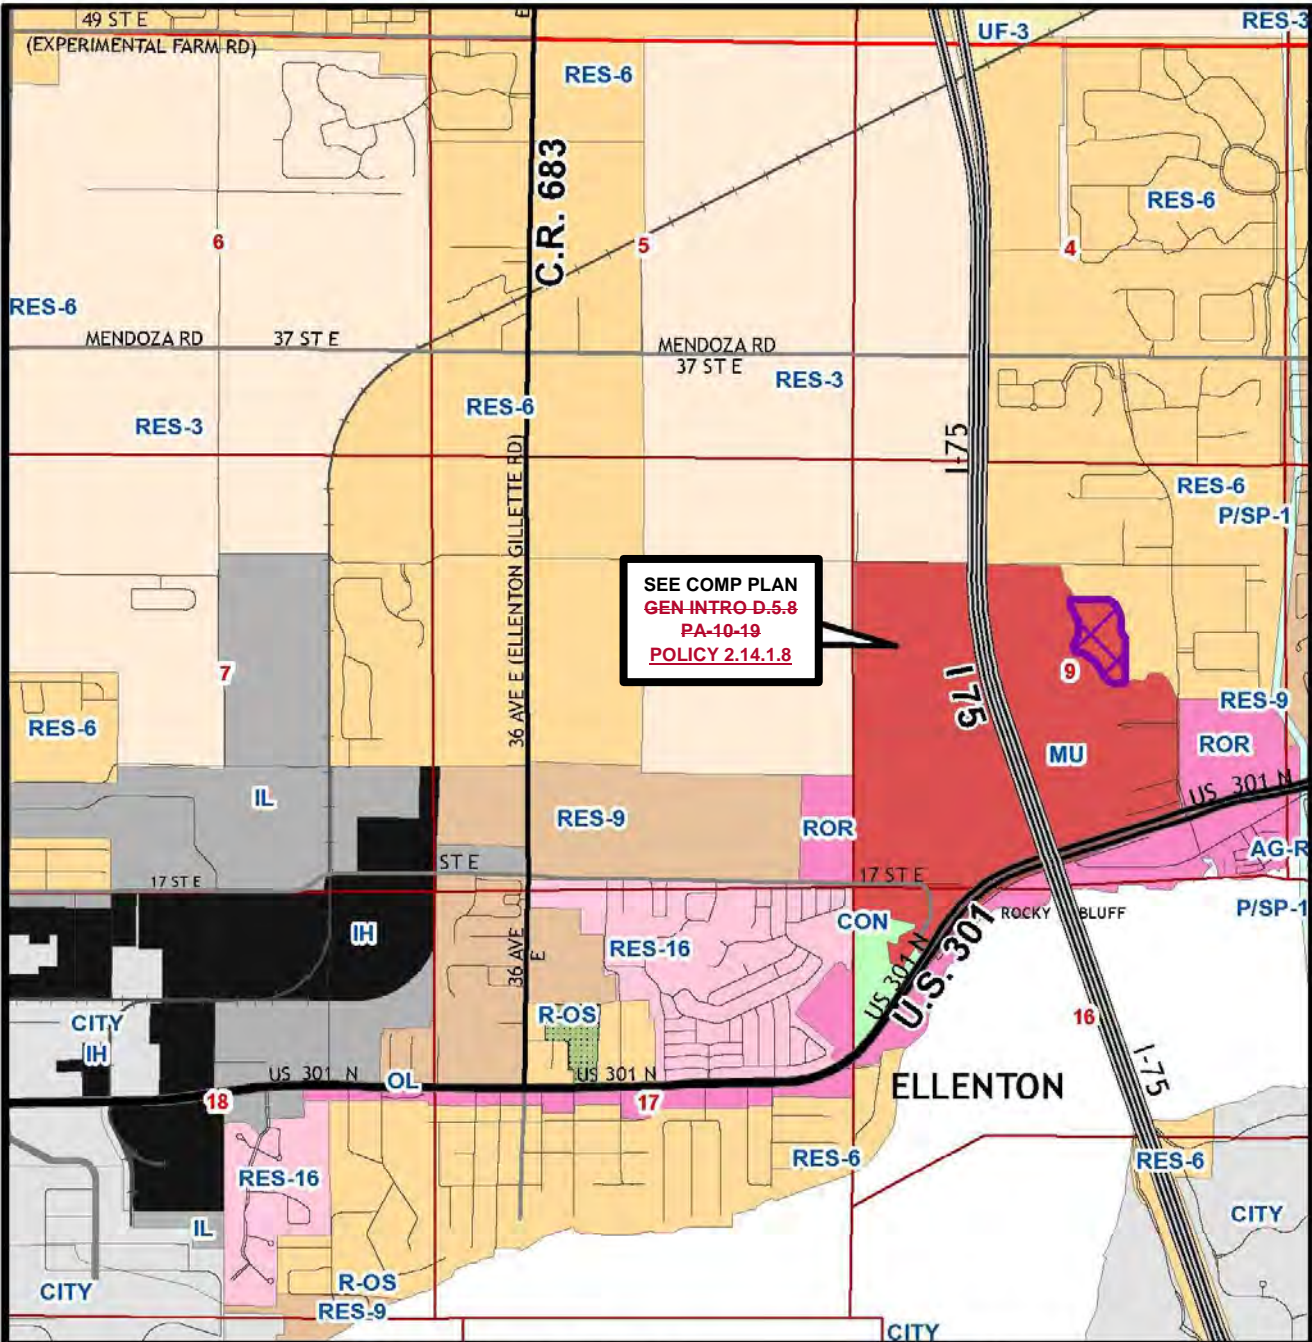 49 ST E
(EXPERIMENTAL FARM RD)
E
UF-3
RES-3
RES-6
C.R. 683
RES-6
6
5
4
RES-6
MENDOZA RD 37 ST E
MENDOZA RD
37 ST E
RES-3
RES-6
RES-3
I-75
36 AVE E (ELLENTON GILLETTE RD)
RES-6
P/SP-1
SEE COMP PLAN
GEN INTRO D.5.8
PA-10-19
POLICY 2.14.1.8
7
9
I 75
RES-6
RES-9
MU
ROR
IL
US 301 N
RES-9
ROR
ST E
AG-R
17 ST E
17 ST E
P/SP-1
CON
ROCKY BLUFF
IH
RES-16
US 301 N
U.S. 301
36 AVE E
R-OS
16
CITY
IH
I-75
US 301 N
OL
US 301 N
ELLENTON
18
17
RES-6
RES-6
RES-16
CITY
IL
R-OS
CITY
RES-9
CITY